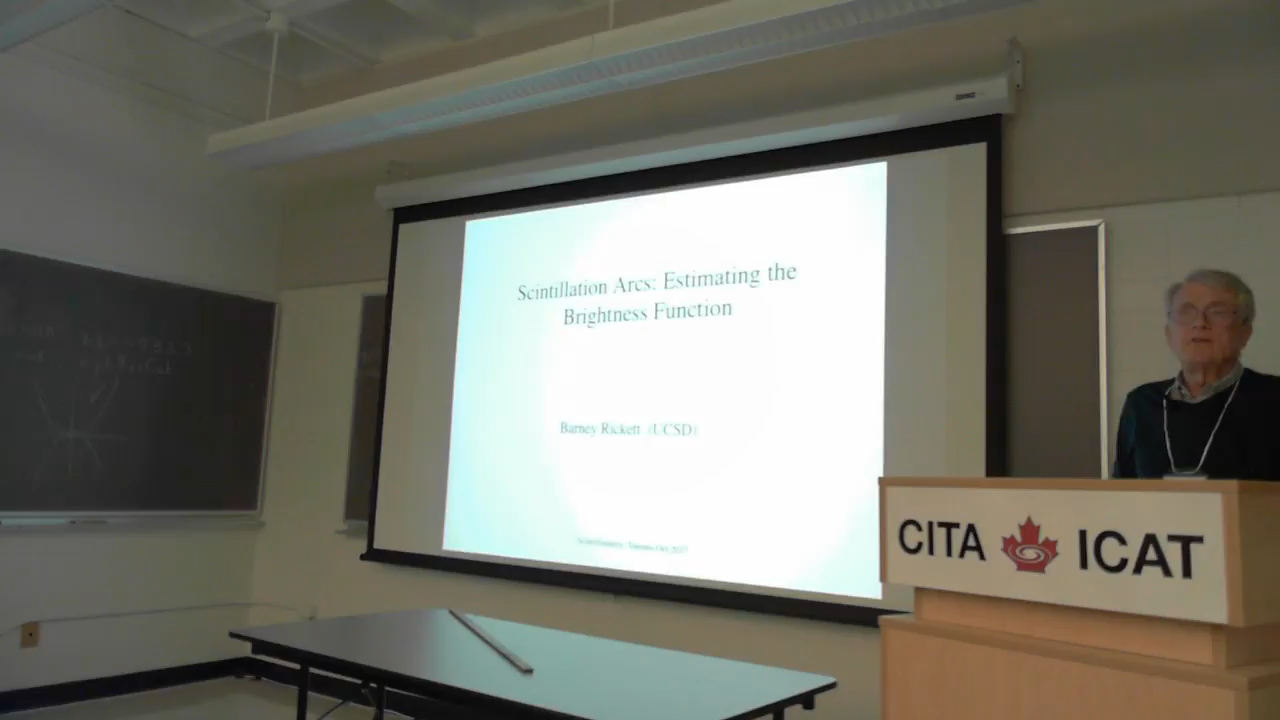 Scintillation Arcs: Estimating the
Brightness Function
Barney Rickett (UCSD)
CITA ICAT